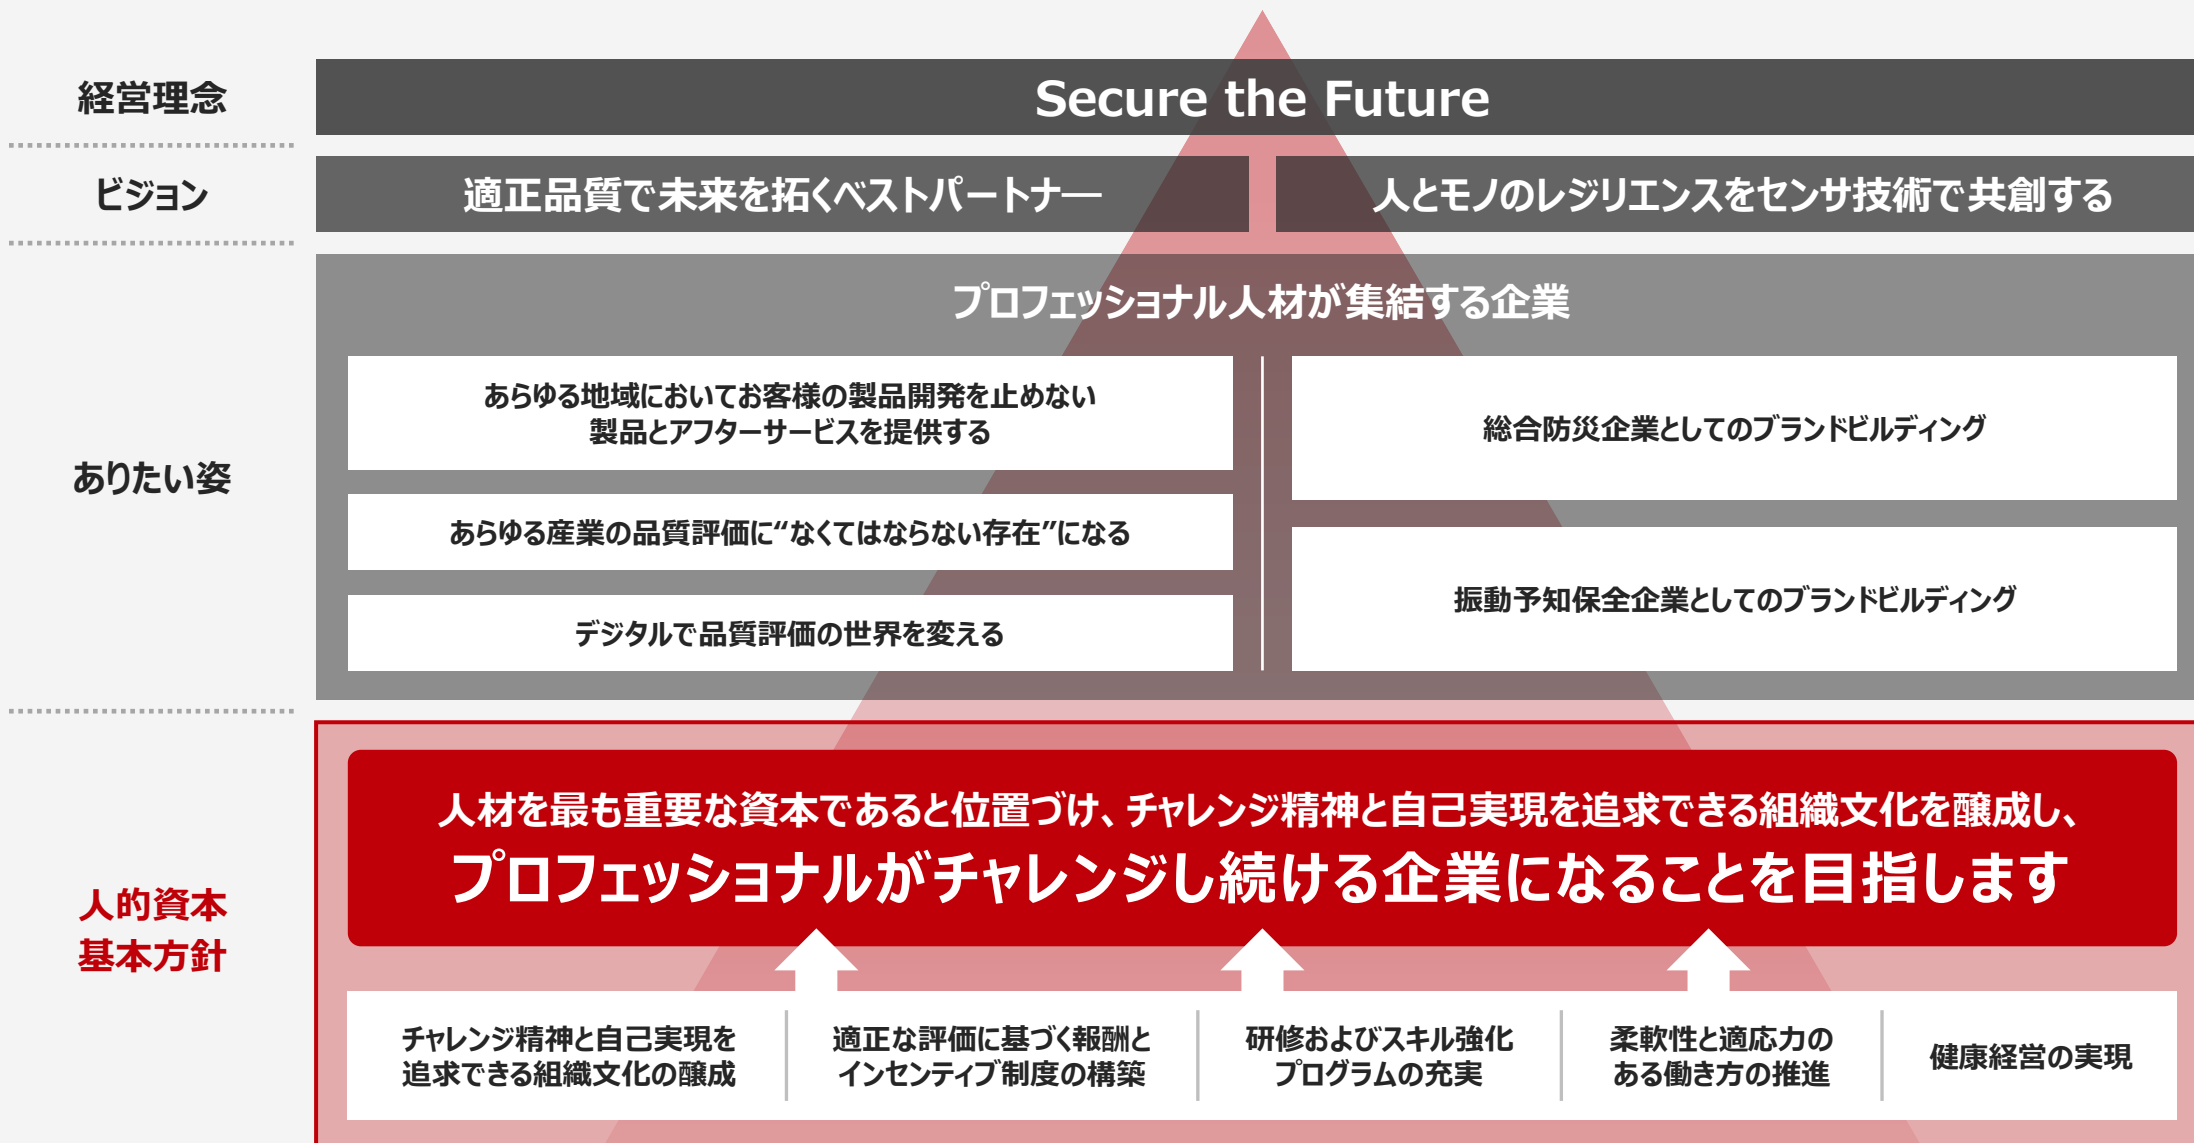 経営理念
Secure the Future
ビジョン
適正品質で未来を拓くベストパートナー
人とモノのレジリエンスをセンサ技術で共創する
ありたい姿
プロフェッショナル人材が集結する企業
あらゆる地域においてお客様の製品開発を止めない
製品とアフターサービスを提供する
あらゆる産業の品質評価に“なくてはならない存在”になる
デジタルで品質評価の世界を変える
総合防災企業としてのブランドビルディング
振動予知保全企業としてのブランドビルディング
人的資本
基本方針
人材を最も重要な資本であると位置づけ、チャレンジ精神と自己実現を追求できる組織文化を醸成し、
プロフェッショナルがチャレンジし続ける企業になることを目指します
チャレンジ精神と自己実現を
追求できる組織文化の醸成
適正な評価に基づく報酬と
インセンティブ制度の構築
研修およびスキル強化
プログラムの充実
柔軟性と適応力の
ある働き方の推進
健康経営の実現